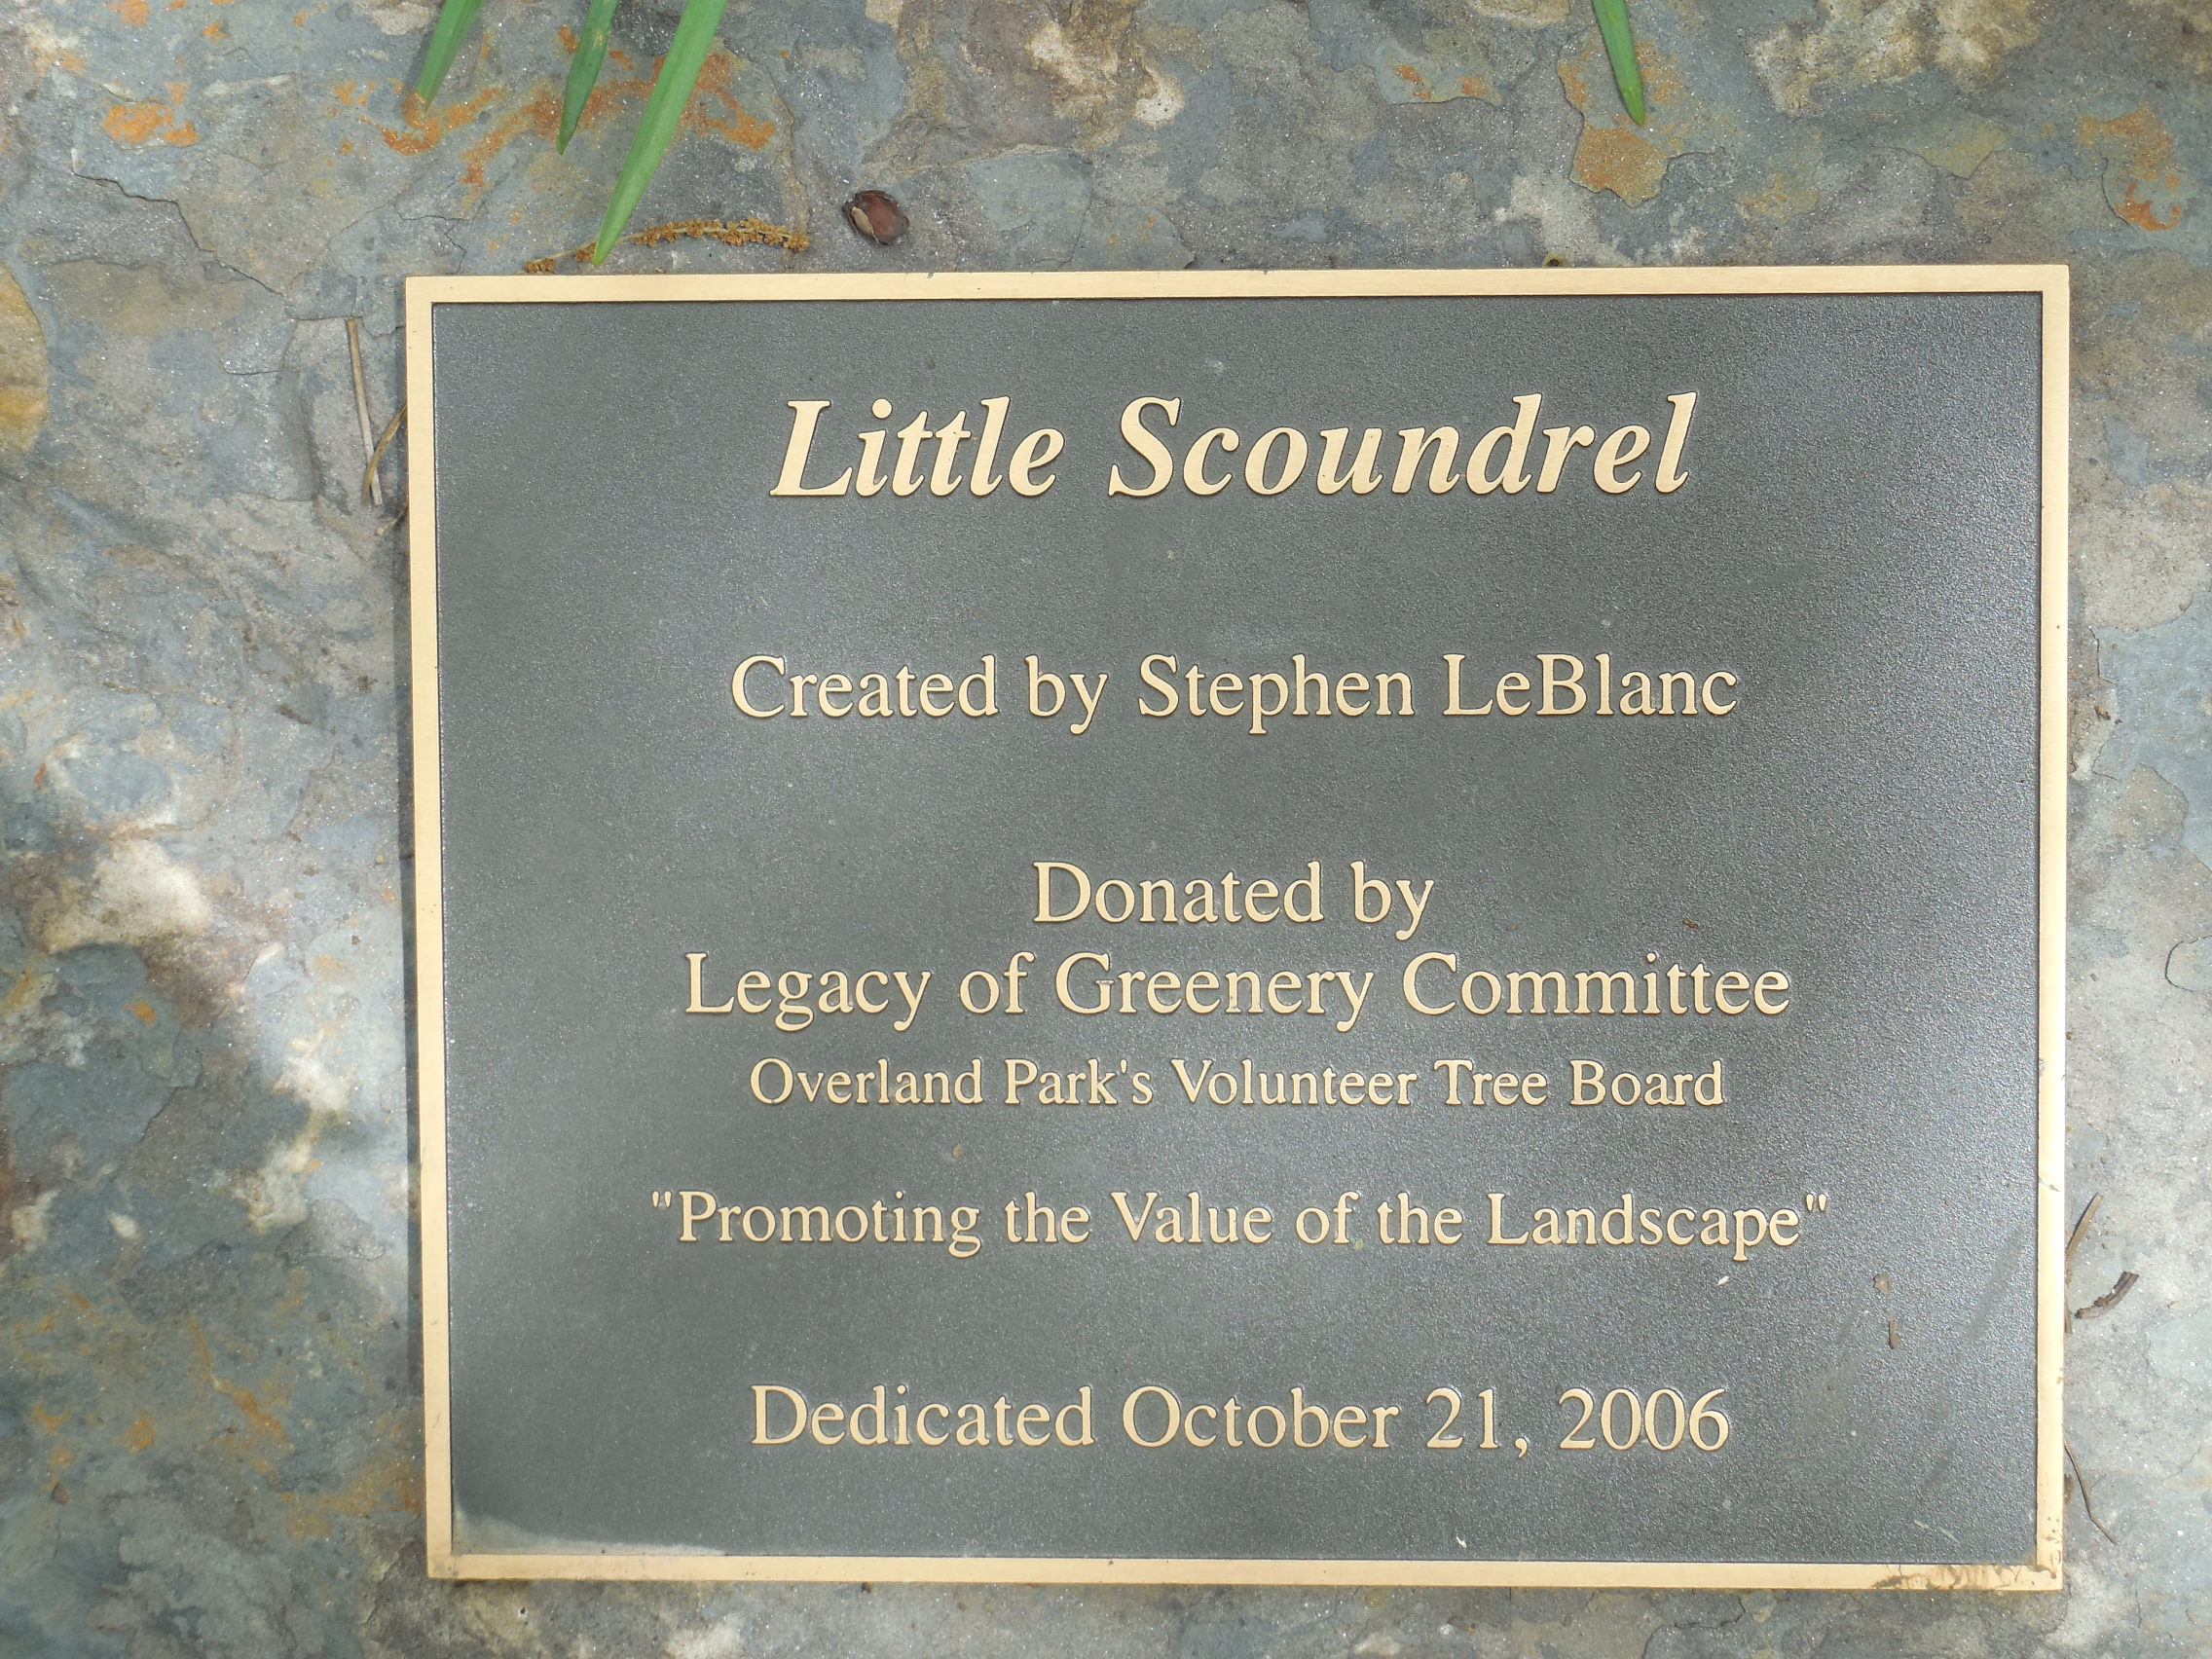 Little Scoundrel
Created by Stephen LeBlanc
Donated by
Legacy of Greenery Committee
Overland Park's Volunteer Tree Board
"Promoting the Value of the Landscape"
Dedicated October 21, 2006